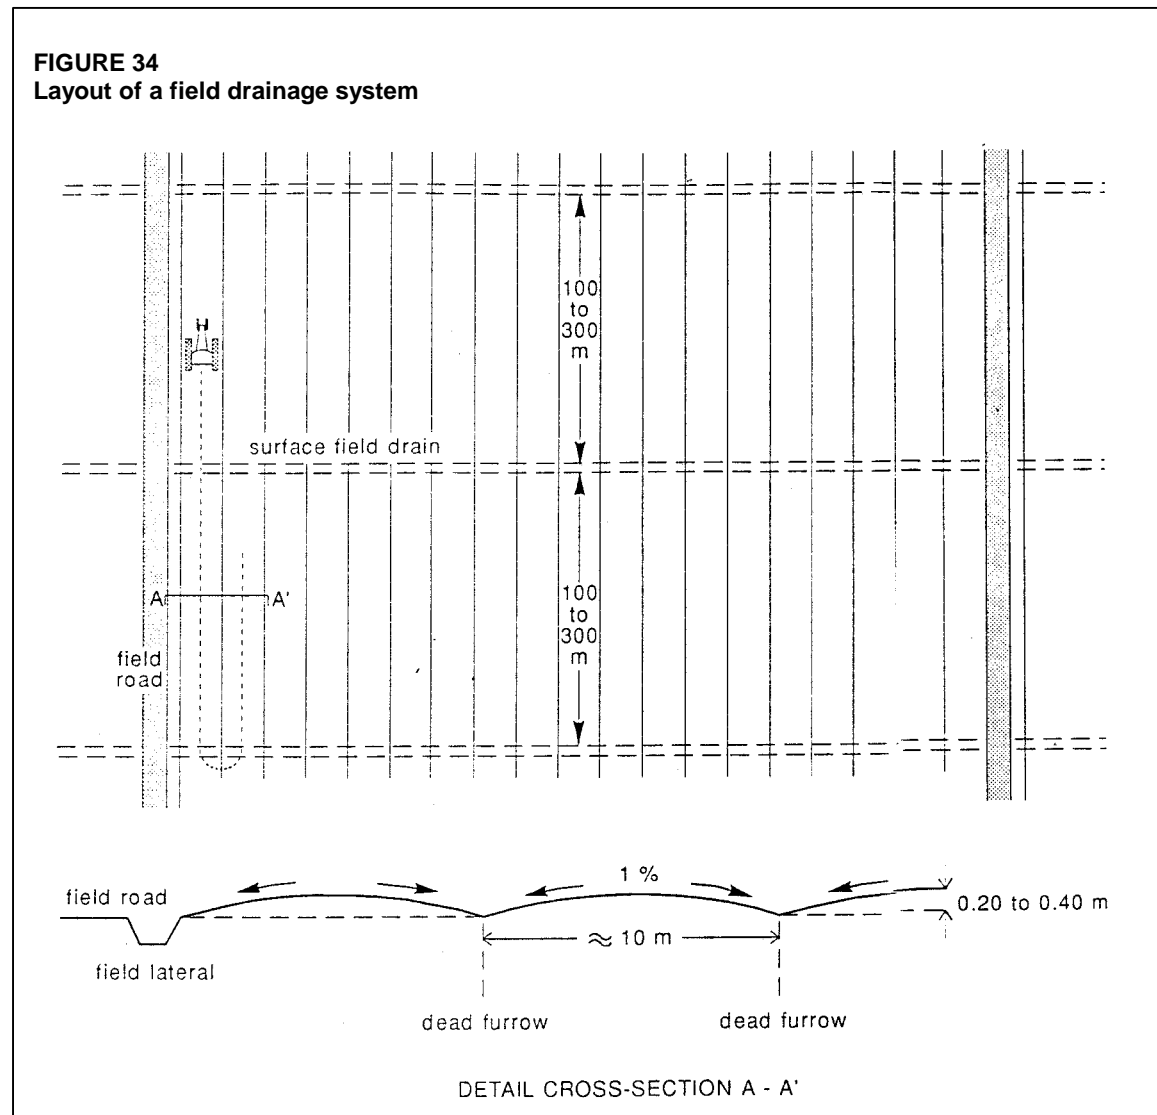 FIGURE 34
Layout of a field drainage system
100
to
300
m
surface field drain
A A'
100
to
300
m
field
road
1 %
field road
0.20 to 0.40 m
≈ 10 m
field lateral
dead furrow dead furrow
DETAIL CROSS-SECTION A - A'